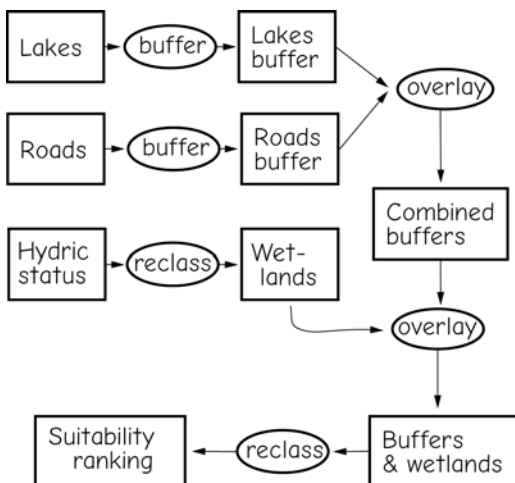 Lakes
buffer
Lakes
buffer
overlay
Roads
buffer
Roads
buffer
Combined
buffers
Hydric
status
reclass
Wet-
lands
overlay
Suitability
ranking
reclass
Buffers
& wetlands